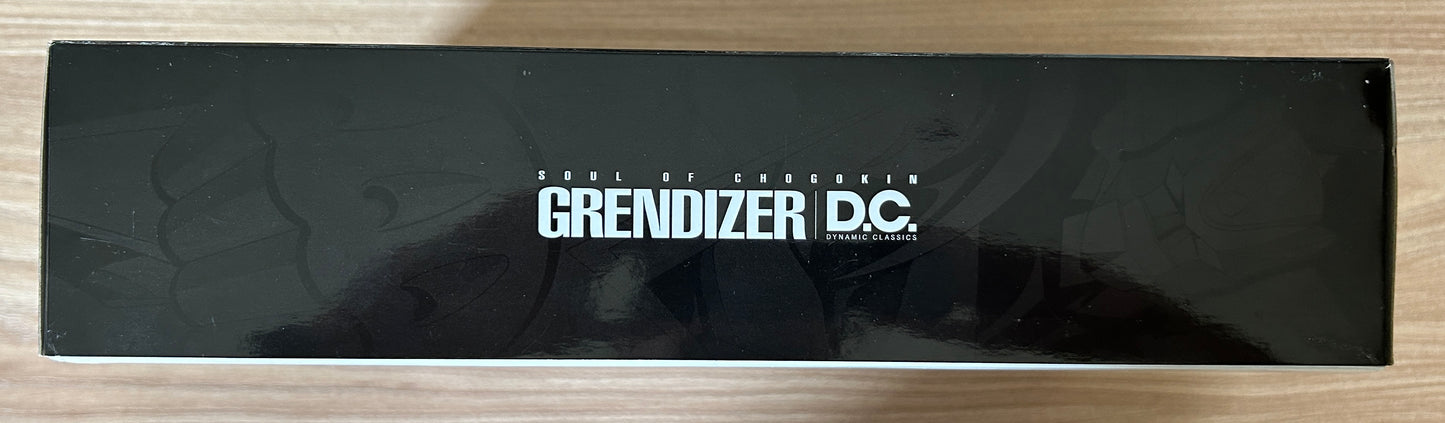 SOUL OF CHOGOKIN
GRENDIZER D.C.
DYNAMIC CLASSICS